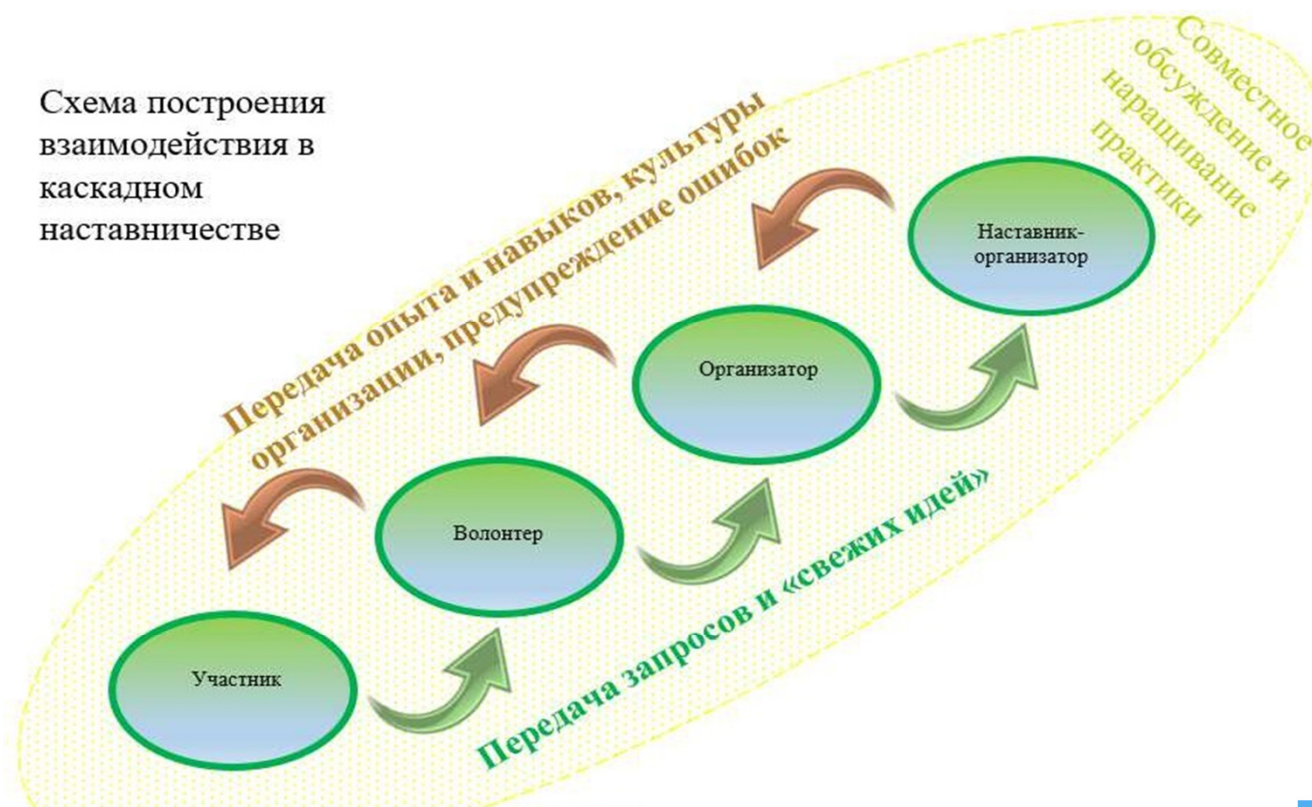 Схема построения
взаимодействия в
каскадном
наставничестве
Передача опыта и навыков, культуры
организации, предупреждение ошибок
Совместное
обсуждение и
наращивание
практики
Наставник-
организатор
Организатор
Волонтер
Участник
Передача запросов и «свежих идей»